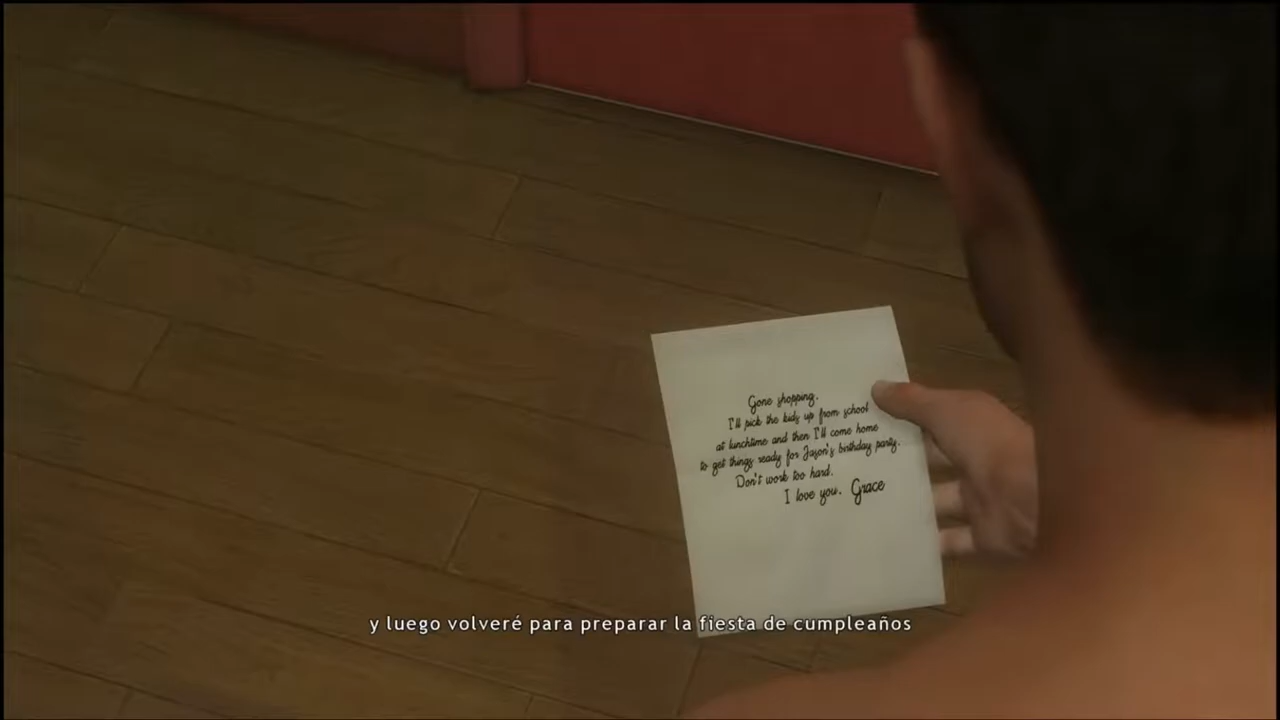 Gone shopping.
I'll pick the kids up from school
at lunchtime and then I'll come home
to get things ready for Jason's birthday party.
Don't work too hard.
I love you. Grace
y luego volveré para preparar la fiesta de cumpleaños